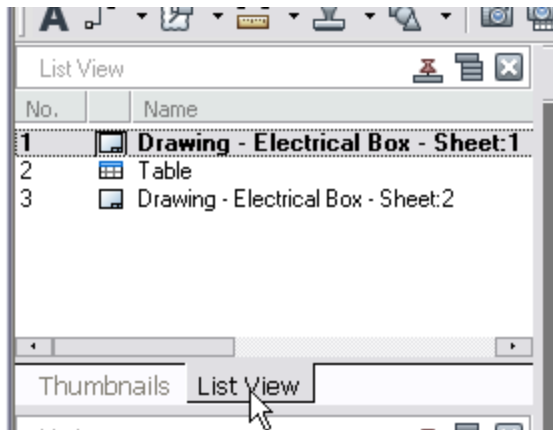 A
List View
No. Name
1 Drawing - Electrical Box - Sheet:1
2 Table
3 Drawing - Electrical Box - Sheet:2
Thumbnails List View